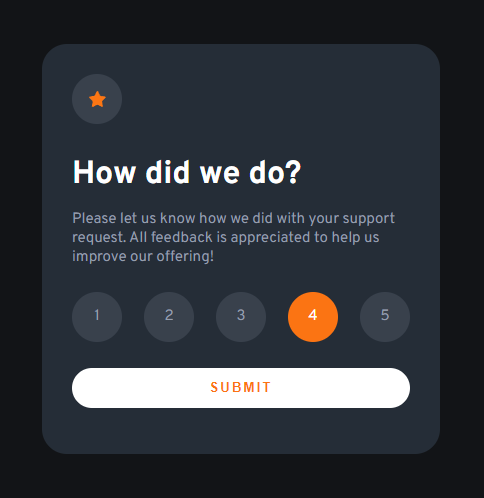 How did we do?
Please let us know how we did with your support
request. All feedback is appreciated to help us
improve our offering!
1 2 3 4 5
SUBMIT